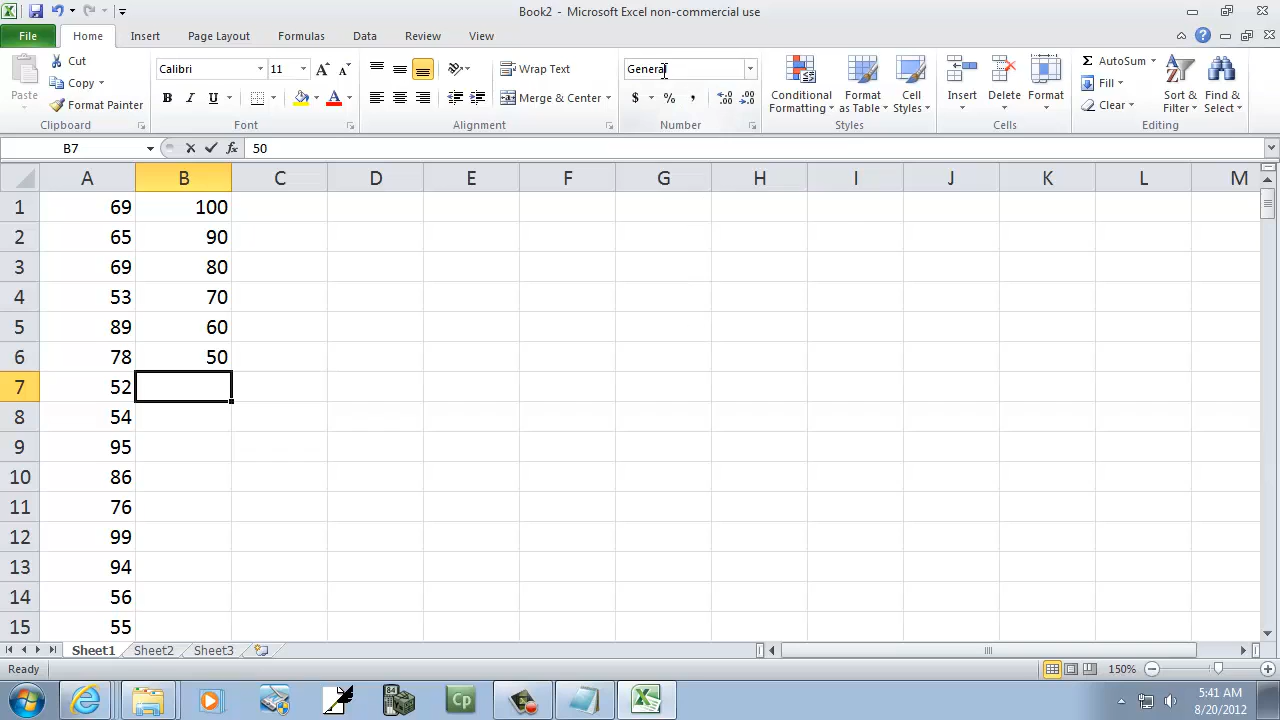 Book2 - Microsoft Excel non-commercial use
File Home Insert Page Layout Formulas Data Review View
Paste Cut Copy Format Painter
Clipboard
Calibri 11
B I U A A A
Font
Wrap Text
Merge & Center
Alignment
General
$ % ,
Number
Conditional Formatting Format as Table Cell Styles
Styles
Insert Delete Format
Cells
AutoSum Fill Clear Sort & Filter Find & Select
Editing
B7 fx 50
A B C D E F G H I J K L M
1 69 100
2 65 90
3 69 80
4 53 70
5 89 60
6 78 50
7 52
8 54
9 95
10 86
11 76
12 99
13 94
14 56
15 55
Sheet1 Sheet2 Sheet3
Ready 150%
Cp
5:41 AM
8/20/2012